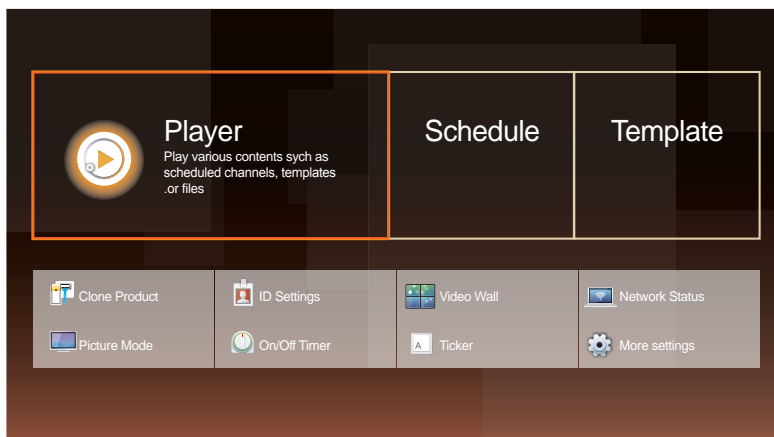 Player
Play various contents sych as
scheduled channels, templates
.or files
Schedule
Template
Clone Product
ID Settings
Video Wall
Network Status
Picture Mode
On/Off Timer
A
Ticker
More settings